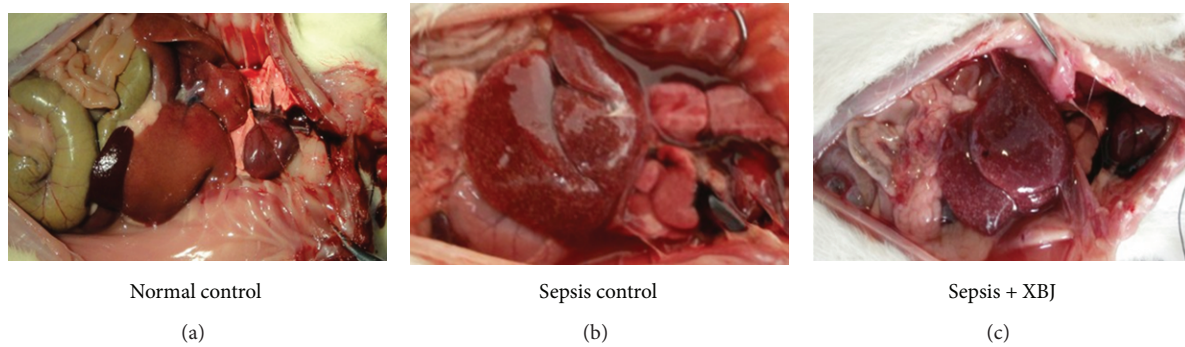 Normal control
Sepsis control
Sepsis + XBJ
(a)
(b)
(c)